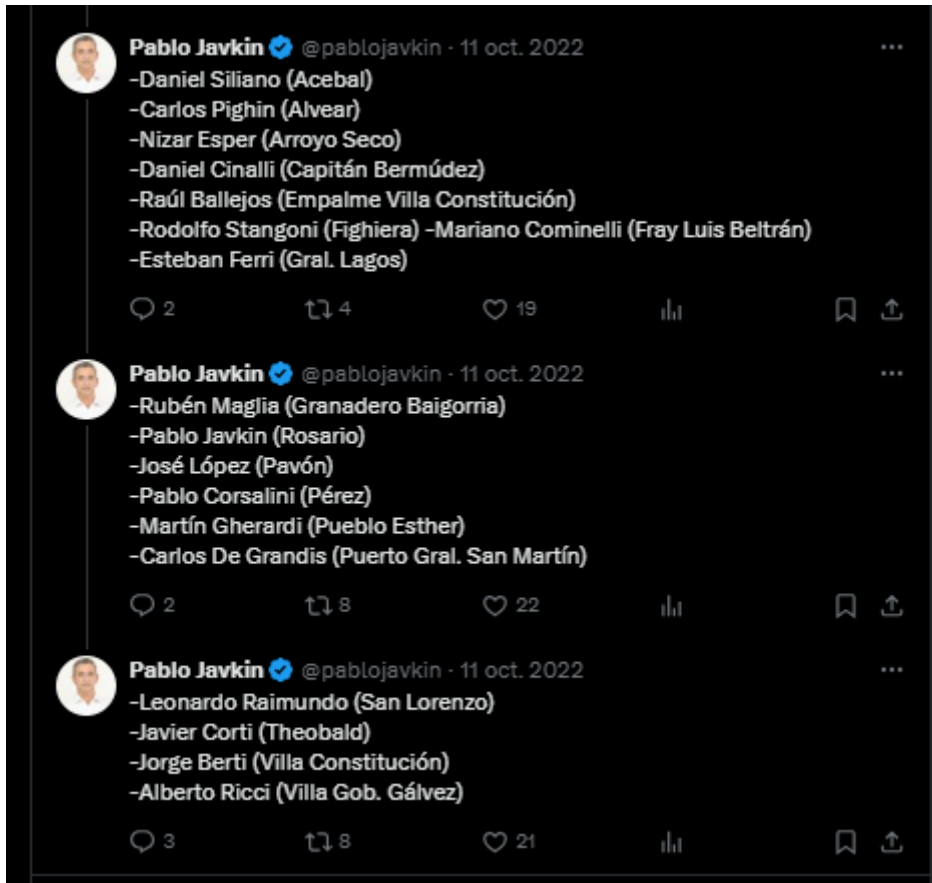 Pablo Javkin @pablojavkin · 11 oct. 2022
-Daniel Siliano (Acebal)
-Carlos Pighin (Alvear)
-Nizar Esper (Arroyo Seco)
-Daniel Cinalli (Capitán Bermúdez)
-Raúl Ballejos (Empalme Villa Constitución)
-Rodolfo Stangoni (Fighiera) -Mariano Cominelli (Fray Luis Beltrán)
-Esteban Ferri (Gral. Lagos)
2 4 19
Pablo Javkin @pablojavkin · 11 oct. 2022
-Rubén Maglia (Granadero Baigorria)
-Pablo Javkin (Rosario)
-José López (Pavón)
-Pablo Corsalini (Pérez)
-Martín Gherardi (Pueblo Esther)
-Carlos De Grandis (Puerto Gral. San Martín)
2 8 22
Pablo Javkin @pablojavkin · 11 oct. 2022
-Leonardo Raimundo (San Lorenzo)
-Javier Corti (Theobald)
-Jorge Berti (Villa Constitución)
-Alberto Ricci (Villa Gob. Gálvez)
3 8 21